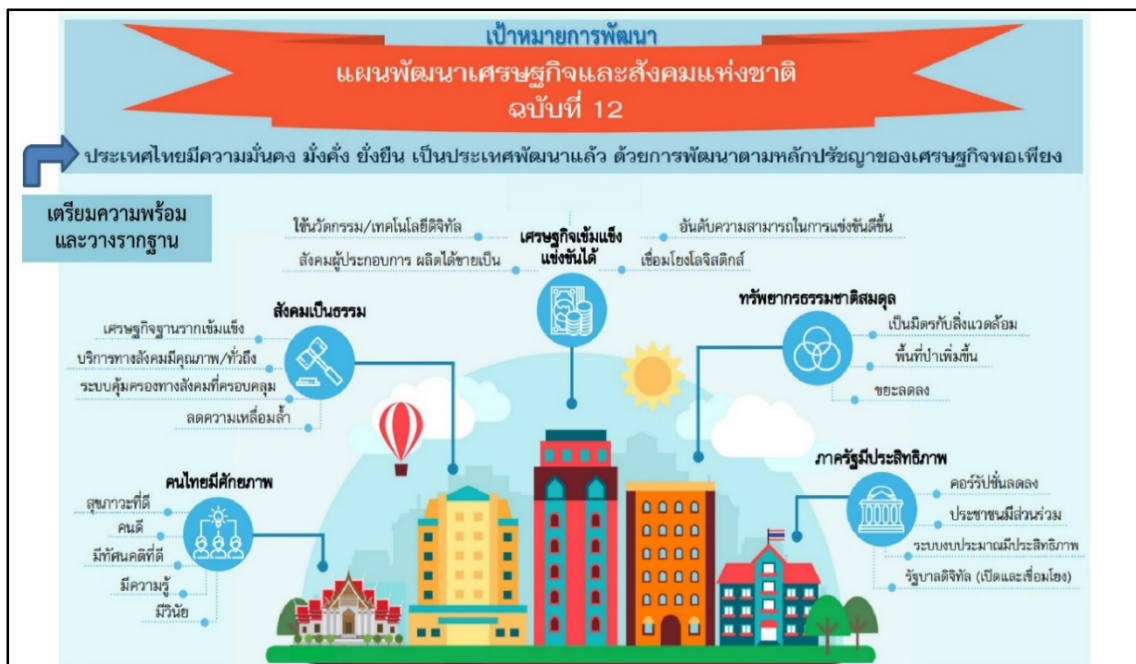 เป้าหมายการพัฒนา
แผนพัฒนาเศรษฐกิจและสังคมแห่งชาติ
ฉบับที่ 12
ประเทศไทยมีความมั่นคง มั่งคั่ง ยั่งยืน เป็นประเทศพัฒนาแล้ว ด้วยการพัฒนาตามหลักปรัชญาของเศรษฐกิจพอเพียง
เตรียมความพร้อม
และวางรากฐาน
ใช้นวัตกรรม/เทคโนโลยีดิจิทัล
สังคมผู้ประกอบการ ผลิตได้ขายเป็น
เศรษฐกิจเข้มแข็ง
แข่งขันได้
อันดับความสามารถในการแข่งขันดีขึ้น
เชื่อมโยงโลจิสติกส์
สังคมเป็นธรรม
เศรษฐกิจฐานรากเข้มแข็ง
บริการทางสังคมมีคุณภาพ/ทั่วถึง
ระบบคุ้มครองทางสังคมที่ครอบคลุม
ลดความเหลื่อมล้ำ
ทรัพยากรธรรมชาติสมดุล
เป็นมิตรกับสิ่งแวดล้อม
พื้นที่ป่าเพิ่มขึ้น
ขยะลดลง
คนไทยมีศักยภาพ
สุขภาวะที่ดี
คนดี
มีทัศนคติที่ดี
มีความรู้
มีวินัย
ภาครัฐมีประสิทธิภาพ
คอร์รัปชั่นลดลง
ประชาชนมีส่วนร่วม
ระบบงบประมาณมีประสิทธิภาพ
รัฐบาลดิจิทัล (เปิดและเชื่อมโยง)